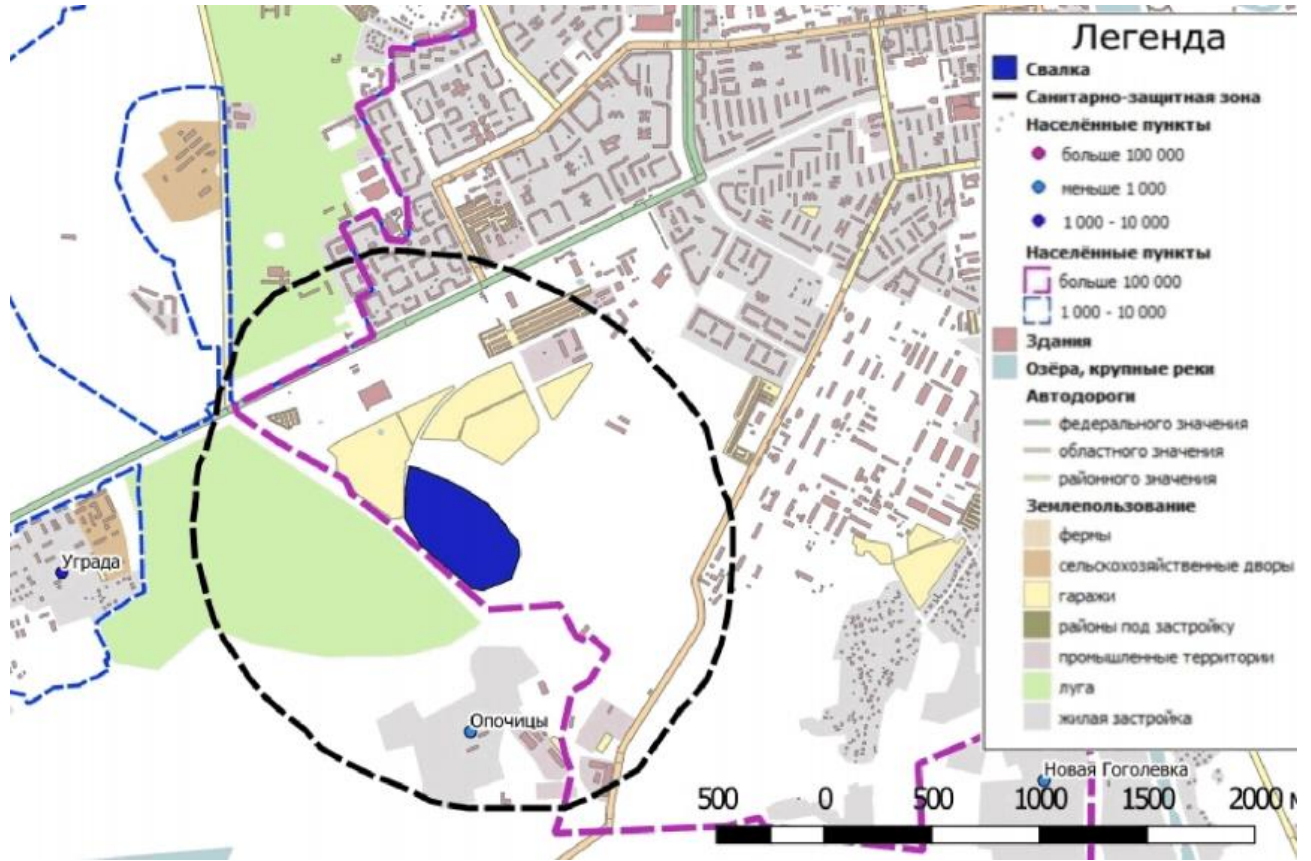 Легенда
Свалка
Санитарно-защитная зона
Населённые пункты
больше 100 000
меньше 1 000
1 000 - 10 000
Населённые пункты
больше 100 000
1 000 - 10 000
Здания
Озёра, крупные реки
Автодороги
федерального значения
областного значения
районного значения
Землепользование
фермы
сельскохозяйственные дворы
гаражи
районы под застройку
промышленные территории
луга
жилая застройка
Уграда
Опочицы
Новая Гоголевка
500 0 500 1000 1500 2000 м